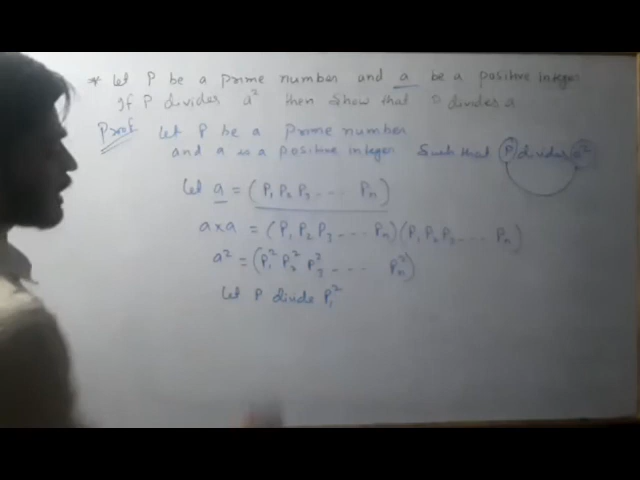 * Let P be a prime number and a be a positive integer
If P divides a² then show that P divides a
Proof Let P be a Prime number
and a is a positive integer Such that P divides a²
Let a = (P₁ P₂ P₃ ---- Pₙ)
a×a = (P₁ P₂ P₃ ---- Pₙ)(P₁ P₂ P₃ ---- Pₙ)
a² = (P₁² P₂² P₃² ---- Pₙ²)
Let P divide P₁²